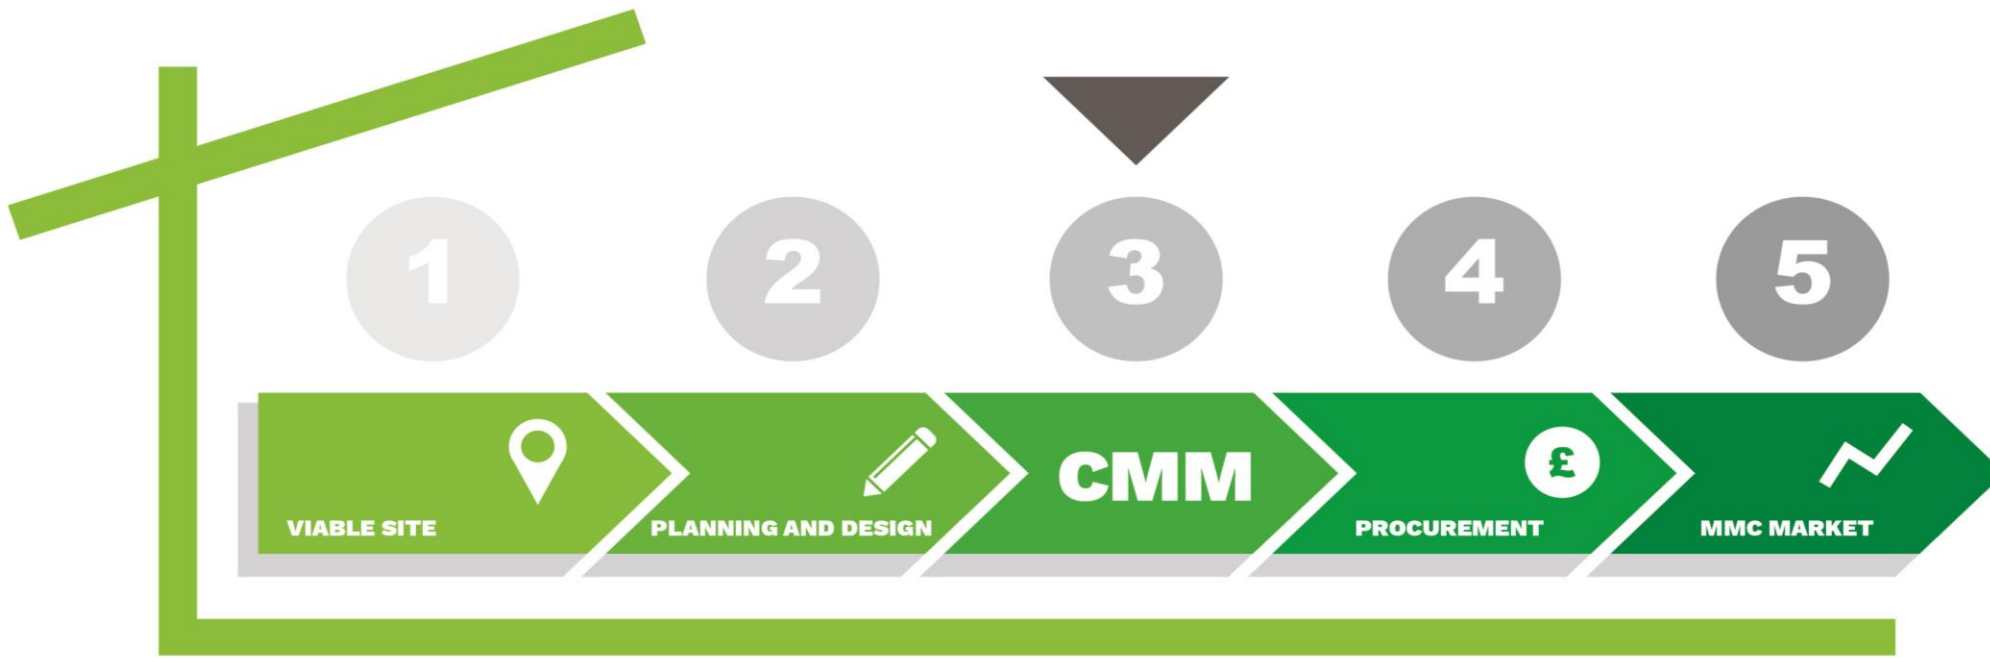 1
2
3
4
5
VIABLE SITE
PLANNING AND DESIGN
CMM
PROCUREMENT
£
MMC MARKET